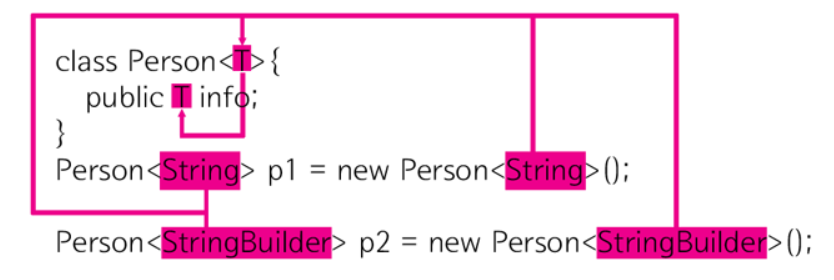 class Person<T>{
public T info;
}
Person<String> p1 = new Person<String>();
Person<StringBuilder> p2 = new Person<StringBuilder>();